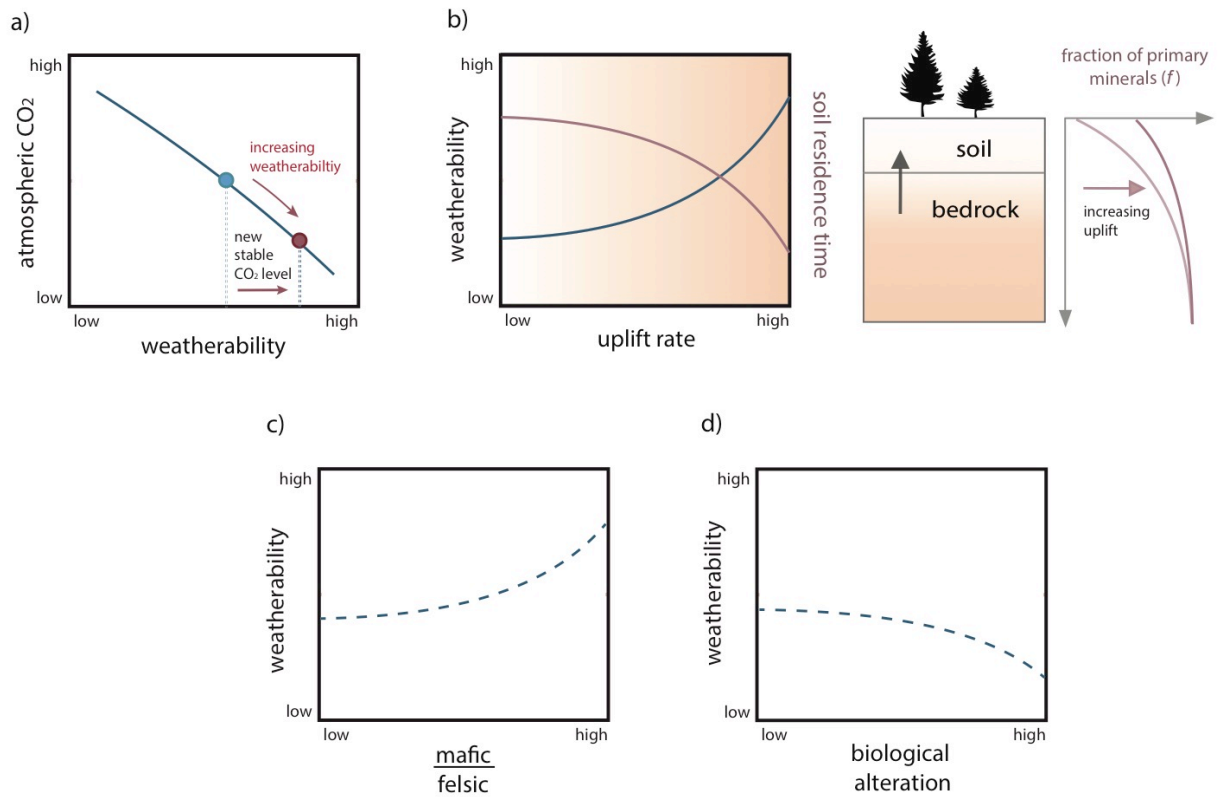 a)
high
atmospheric CO₂
low
increasing
weatherabiltiy
new
stable
CO₂ level
low
high
weatherability
b)
high
weatherability
low
low
high
uplift rate
soil residence time
soil
bedrock
fraction of primary
minerals (f)
increasing
uplift
c)
high
weatherability
low
low
high
mafic
felsic
d)
high
weatherability
low
low
high
biological
alteration